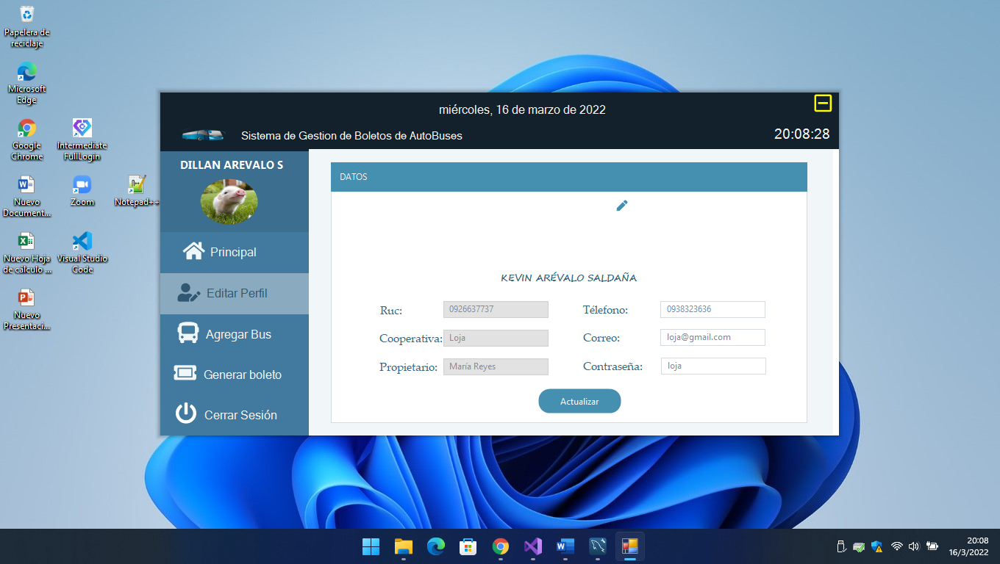 Papelera de
reciclaje
Microsoft
Edge
Google
Chrome
Intermediate
FullLogin
Nuevo
Document...
Zoom
Notepad++
Nuevo Hoja
de cálculo ...
Visual Studio
Code
Nuevo
Presentaci...
miércoles, 16 de marzo de 2022
Sistema de Gestion de Boletos de AutoBuses
20:08:28
DILLAN AREVALO S
Principal
Editar Perfil
Agregar Bus
Generar boleto
Cerrar Sesión
DATOS
KEVIN ARÉVALO SALDAÑA
Ruc: 0926637737
Télefono: 0938323636
Cooperativa: Loja
Correo: loja@gmail.com
Propietario: María Reyes
Contraseña: loja
Actualizar
20:08
16/3/2022